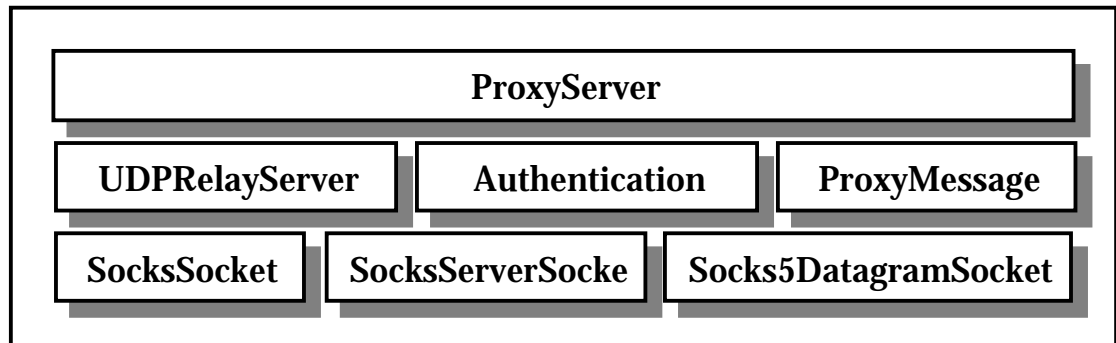 ProxyServer
UDPRelayServer Authentication ProxyMessage
SocksSocket SocksServerSocke Socks5DatagramSocket